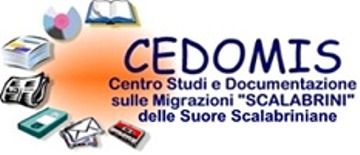 CEDOMIS
Centro Studi e Documentazione
sulle Migrazioni "SCALABRINI"
delle Suore Scalabriniane